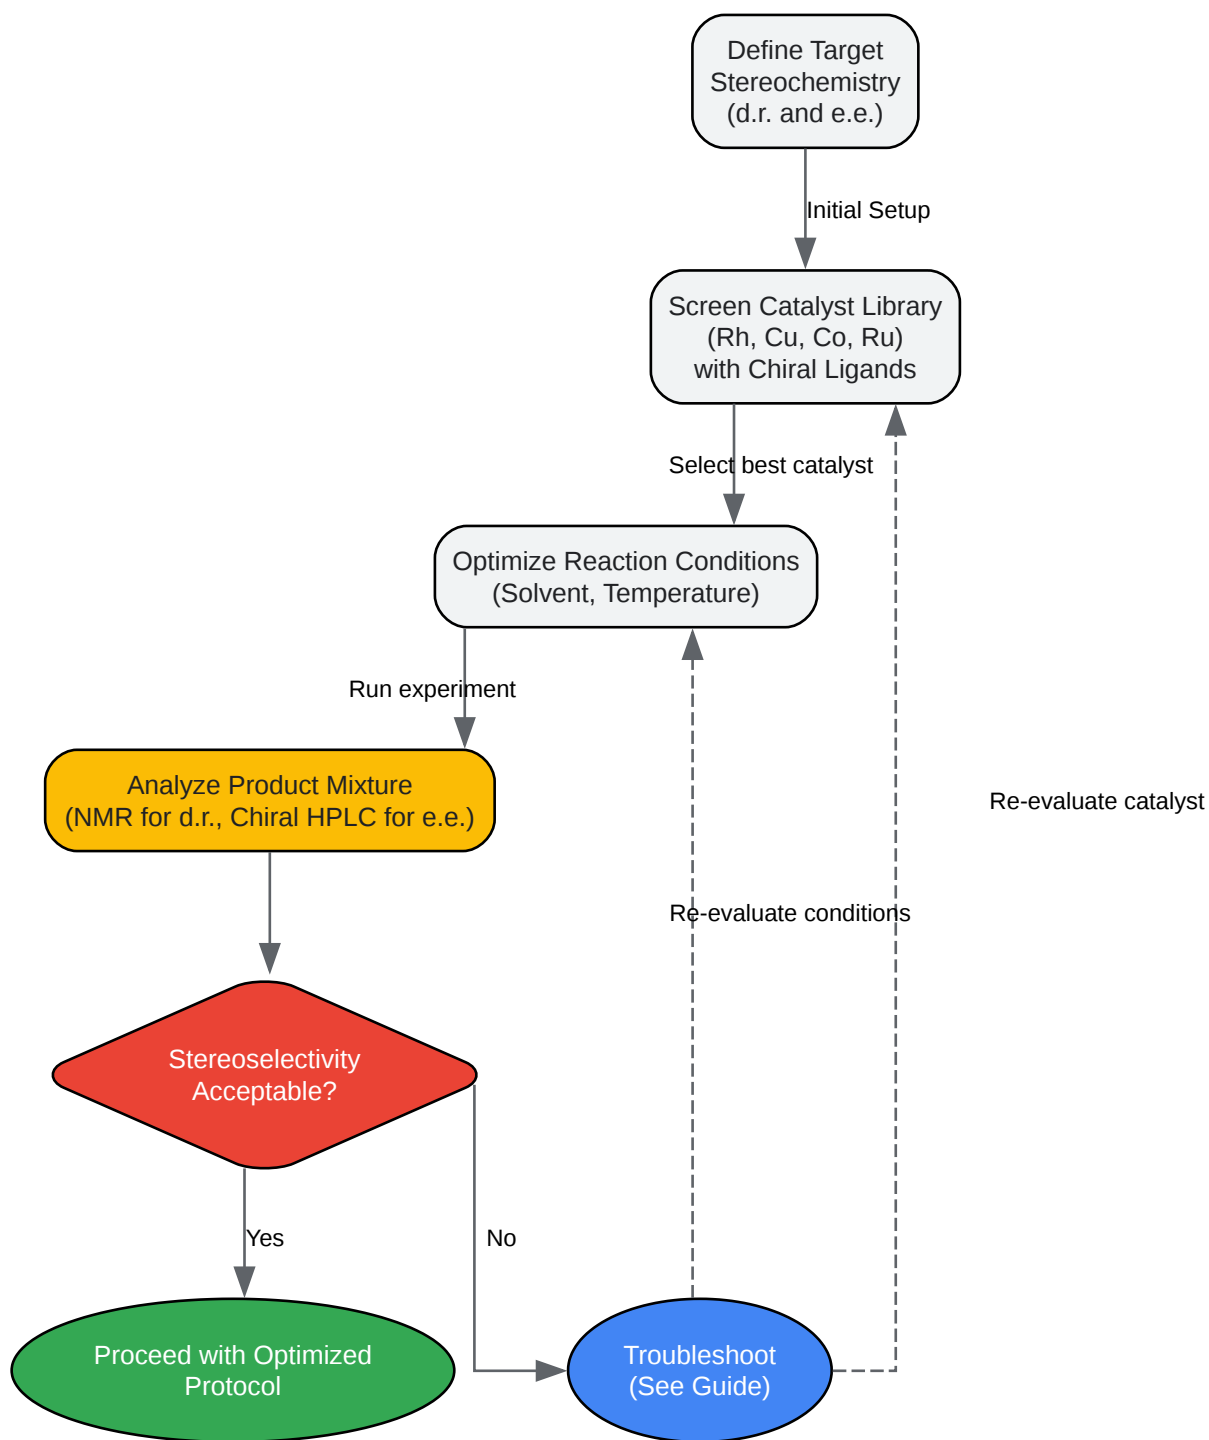 Define Target
Stereochemistry
(d.r. and e.e.)
Initial Setup
Screen Catalyst Library
(Rh, Cu, Co, Ru)
with Chiral Ligands
Select best catalyst
Optimize Reaction Conditions
(Solvent, Temperature)
Run experiment
Analyze Product Mixture
(NMR for d.r., Chiral HPLC for e.e.)
Re-evaluate catalyst
Re-evaluate conditions
Stereoselectivity
Acceptable?
Yes
No
Proceed with Optimized
Protocol
Troubleshoot
(See Guide)